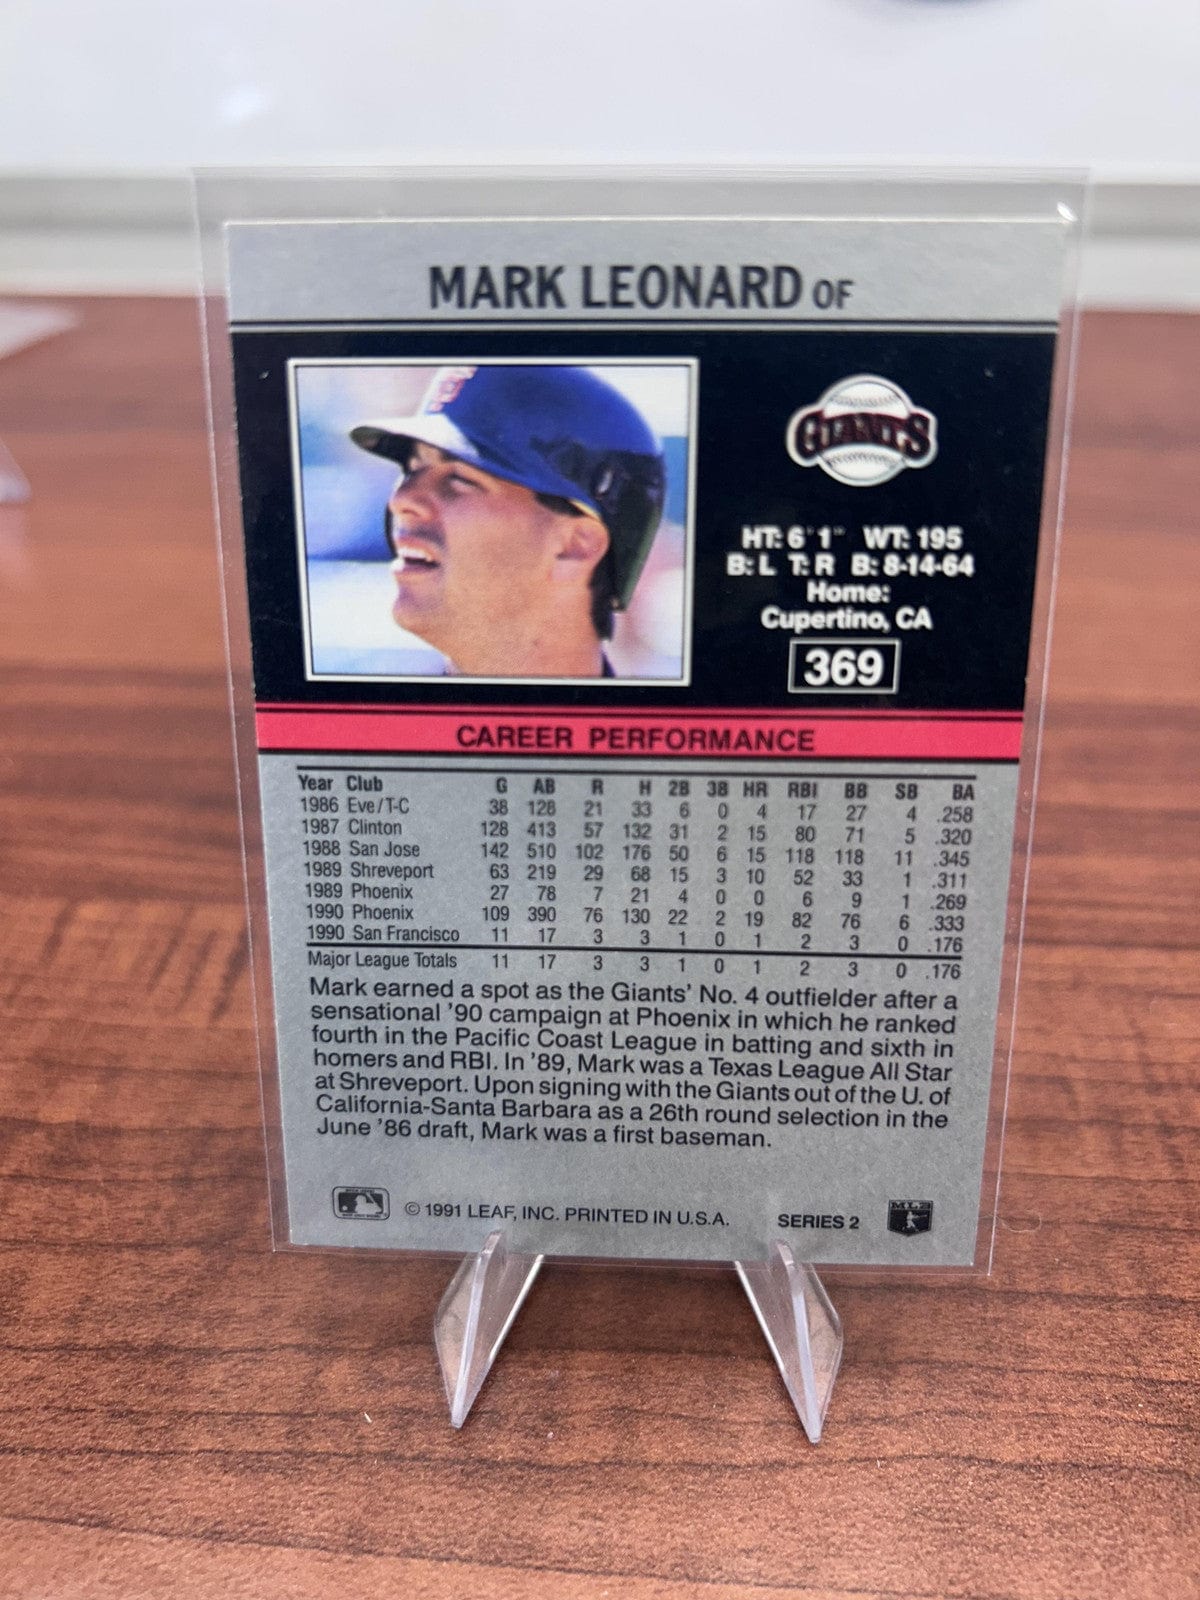 MARK LEONARD OF
GIANTS
HT: 6' 1" WT: 195
B: L T: R B: 8-14-64
Home:
Cupertino, CA
369
CAREER PERFORMANCE
Year Club G AB R H 2B 3B HR RBI BB SB BA
1986 Eve/T-C 38 128 21 33 6 0 4 17 27 4 .258
1987 Clinton 128 413 57 132 31 2 15 80 71 5 .320
1988 San Jose 142 510 102 176 50 6 15 118 118 11 .345
1989 Shreveport 63 219 29 68 15 3 10 52 33 1 .311
1989 Phoenix 27 78 7 21 4 0 0 6 9 1 .269
1990 Phoenix 109 390 76 130 22 2 19 82 76 6 .333
1990 San Francisco 11 17 3 3 1 0 1 2 3 0 .176
Major League Totals 11 17 3 3 1 0 1 2 3 0 .176
Mark earned a spot as the Giants' No. 4 outfielder after a
sensational '90 campaign at Phoenix in which he ranked
fourth in the Pacific Coast League in batting and sixth in
homers and RBI. In '89, Mark was a Texas League All Star
at Shreveport. Upon signing with the Giants out of the U. of
California-Santa Barbara as a 26th round selection in the
June '86 draft, Mark was a first baseman.
© 1991 LEAF, INC. PRINTED IN U.S.A. SERIES 2